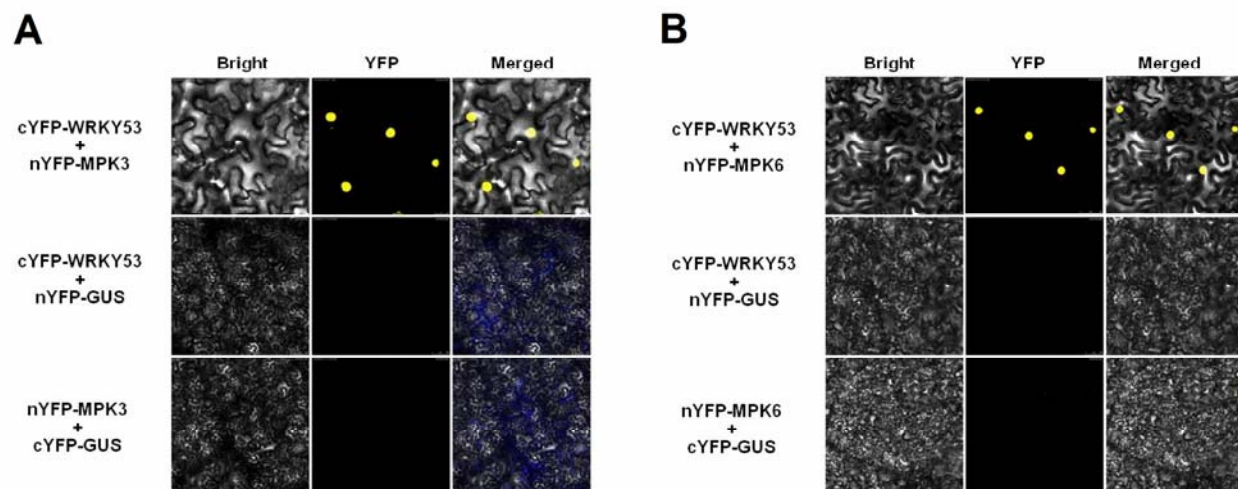 A
Bright YFP Merged
cYFP-WRKY53
+
nYFP-MPK3
cYFP-WRKY53
+
nYFP-GUS
nYFP-MPK3
+
cYFP-GUS
B
Bright YFP Merged
cYFP-WRKY53
+
nYFP-MPK6
cYFP-WRKY53
+
nYFP-GUS
nYFP-MPK6
+
cYFP-GUS